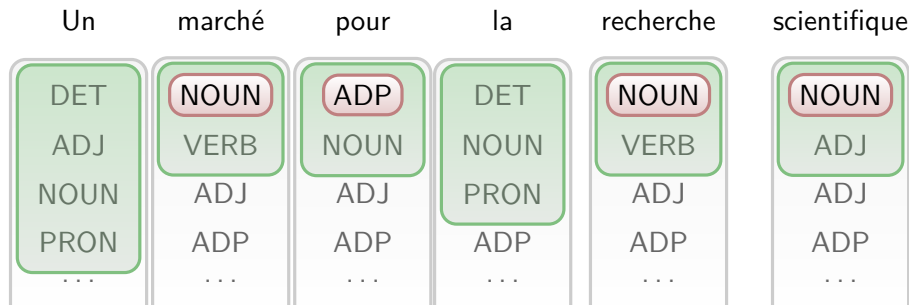 Un marché pour la recherche scientifique
DET NOUN ADP DET NOUN NOUN
ADJ VERB NOUN NOUN VERB ADJ
NOUN ADJ ADJ PRON ADJ ADJ
PRON ADP ADP ADP ADP ADP
... ... ... ... ... ...